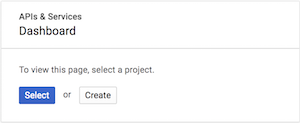 APIs & Services
Dashboard
To view this page, select a project.
Select or Create